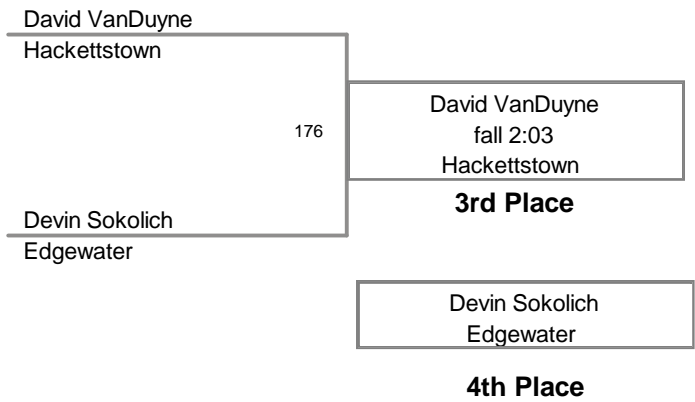 David VanDuyne
Hackettstown
176
David VanDuyne
fall 2:03
Hackettstown
3rd Place
Devin Sokolich
Edgewater
Devin Sokolich
Edgewater
4th Place